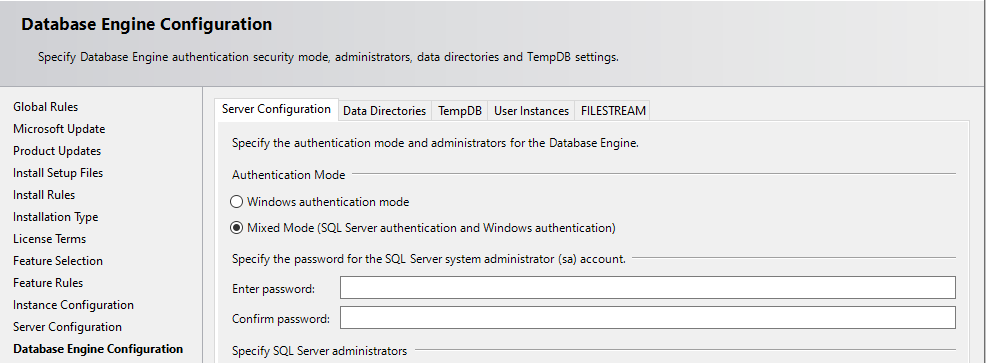 Database Engine Configuration
Specify Database Engine authentication security mode, administrators, data directories and TempDB settings.
Global Rules
Microsoft Update
Product Updates
Install Setup Files
Install Rules
Installation Type
License Terms
Feature Selection
Feature Rules
Instance Configuration
Server Configuration
Database Engine Configuration
Server Configuration Data Directories TempDB User Instances FILESTREAM
Specify the authentication mode and administrators for the Database Engine.
Authentication Mode
Windows authentication mode
Mixed Mode (SQL Server authentication and Windows authentication)
Specify the password for the SQL Server system administrator (sa) account.
Enter password:
Confirm password:
Specify SQL Server administrators